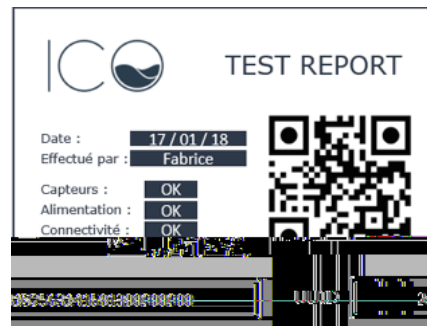 ICO
TEST REPORT
Date : 17 / 01 / 18
Effectué par : Fabrice
Capteurs : OK
Alimentation : OK
Connectivité : OK